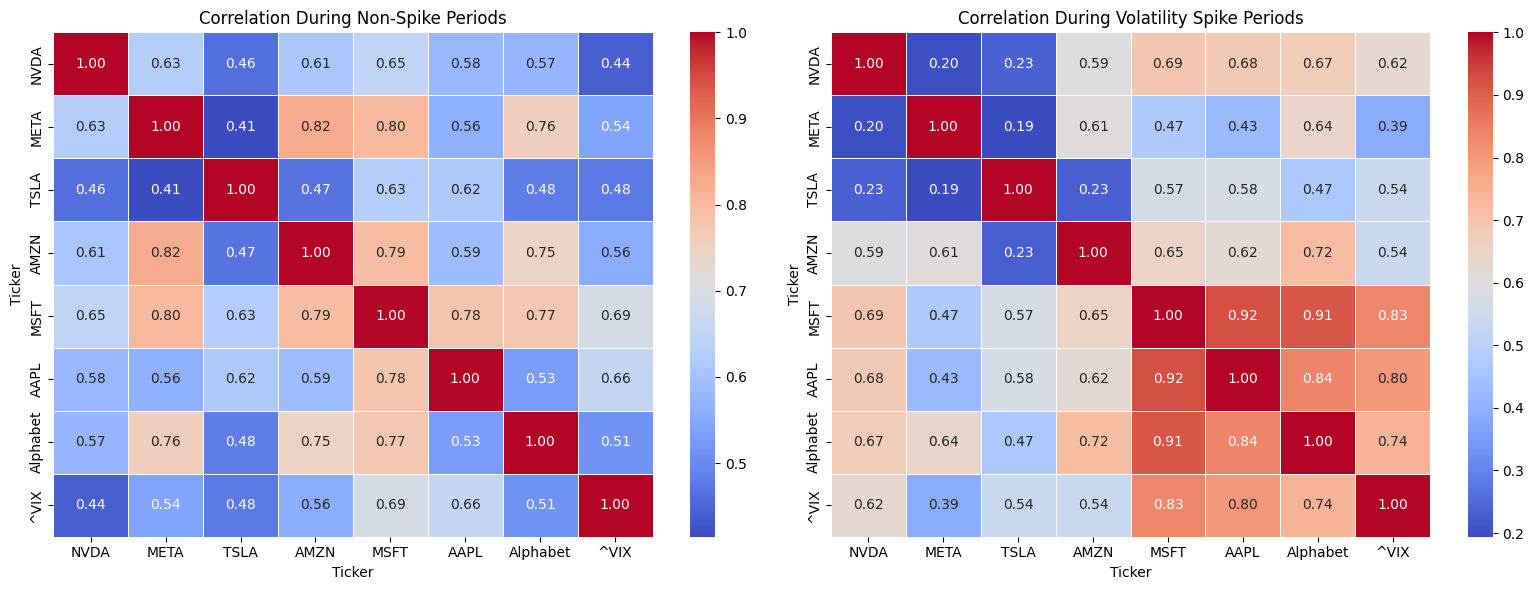 Correlation During Non-Spike Periods
NVDA 1.00 0.63 0.46 0.61 0.65 0.58 0.57 0.44
META 0.63 1.00 0.41 0.82 0.80 0.56 0.76 0.54
TSLA 0.46 0.41 1.00 0.47 0.63 0.62 0.48 0.48
AMZN 0.61 0.82 0.47 1.00 0.79 0.59 0.75 0.56
MSFT 0.65 0.80 0.63 0.79 1.00 0.78 0.77 0.69
AAPL 0.58 0.56 0.62 0.59 0.78 1.00 0.53 0.66
Alphabet 0.57 0.76 0.48 0.75 0.77 0.53 1.00 0.51
^VIX 0.44 0.54 0.48 0.56 0.69 0.66 0.51 1.00
NVDA META TSLA AMZN MSFT AAPL Alphabet ^VIX
Ticker
Ticker
1.0
0.9
0.8
0.7
0.6
0.5
Correlation During Volatility Spike Periods
NVDA 1.00 0.20 0.23 0.59 0.69 0.68 0.67 0.62
META 0.20 1.00 0.19 0.61 0.47 0.43 0.64 0.39
TSLA 0.23 0.19 1.00 0.23 0.57 0.58 0.47 0.54
AMZN 0.59 0.61 0.23 1.00 0.65 0.62 0.72 0.54
MSFT 0.69 0.47 0.57 0.65 1.00 0.92 0.91 0.83
AAPL 0.68 0.43 0.58 0.62 0.92 1.00 0.84 0.80
Alphabet 0.67 0.64 0.47 0.72 0.91 0.84 1.00 0.74
^VIX 0.62 0.39 0.54 0.54 0.83 0.80 0.74 1.00
NVDA META TSLA AMZN MSFT AAPL Alphabet ^VIX
Ticker
Ticker
1.0
0.9
0.8
0.7
0.6
0.5
0.4
0.3
0.2